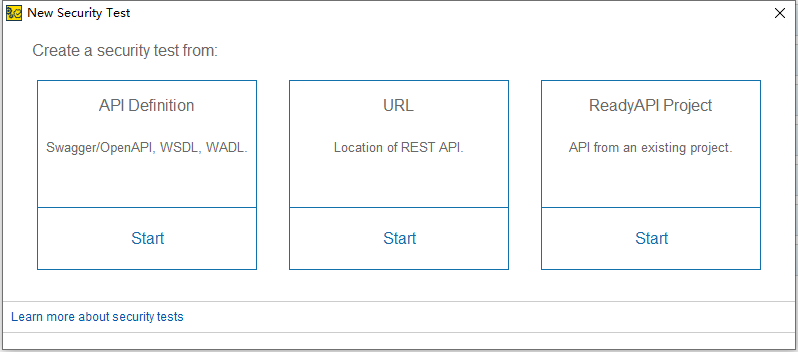 New Security Test
Create a security test from:
API Definition
Swagger/OpenAPI, WSDL, WADL.
Start
URL
Location of REST API.
Start
ReadyAPI Project
API from an existing project.
Start
Learn more about security tests